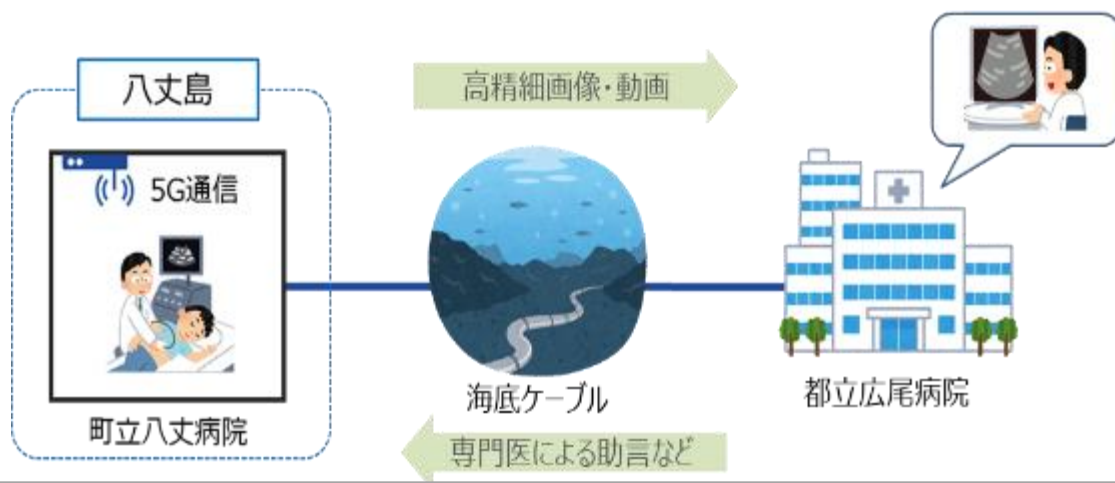 八丈島
高精細画像・動画
5G通信
海底ケーブル
都立広尾病院
町立八丈病院
専門医による助言など